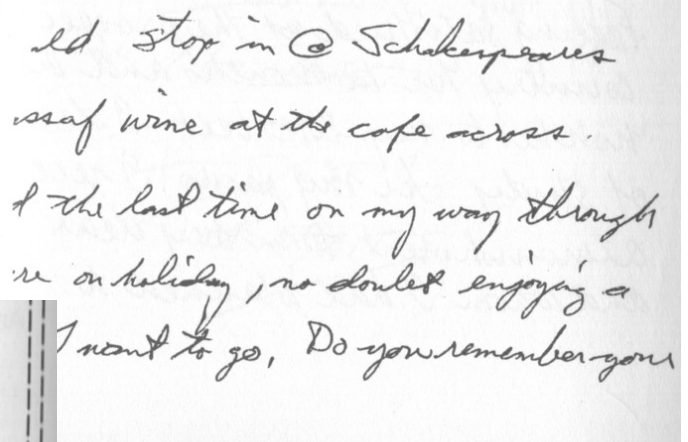 ld stop in @ Schakespeares
ssaf wine at the cafe across.
the last time on my way through
re on holiday, no doubt enjoying a
I want to go, Do you remember your